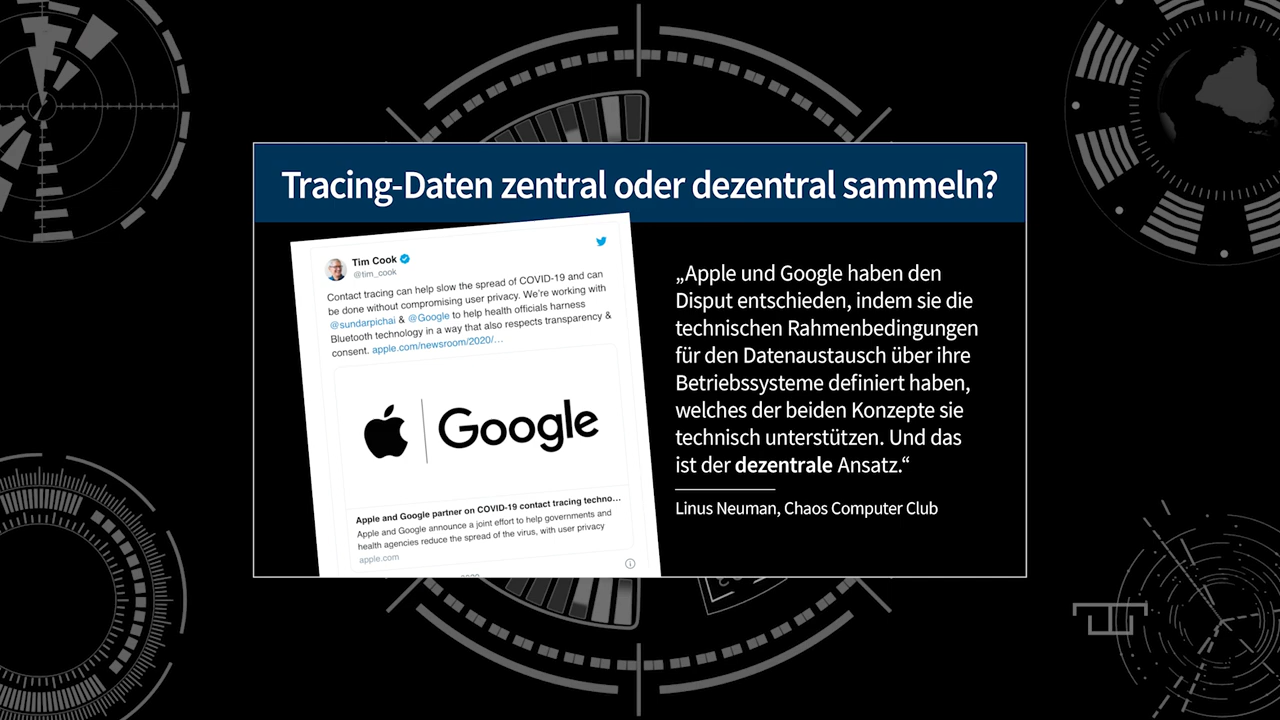 Tracing-Daten zentral oder dezentral sammeln?
Tim Cook
@tim_cook
Contact tracing can help slow the spread of COVID-19 and can
be done without compromising user privacy. We’re working with
@sundarpichai & @Google to help health officials harness
Bluetooth technology in a way that also respects transparency &
consent. apple.com/newsroom/2020/…
Google
Apple and Google partner on COVID-19 contact tracing techno…
Apple and Google announce a joint effort to help governments and
health agencies reduce the spread of the virus, with user privacy
apple.com
„Apple und Google haben den
Disput entschieden, indem sie die
technischen Rahmenbedingungen
für den Datenaustausch über ihre
Betriebssysteme definiert haben,
welches der beiden Konzepte sie
technisch unterstützen. Und das
ist der dezentrale Ansatz.“
Linus Neuman, Chaos Computer Club